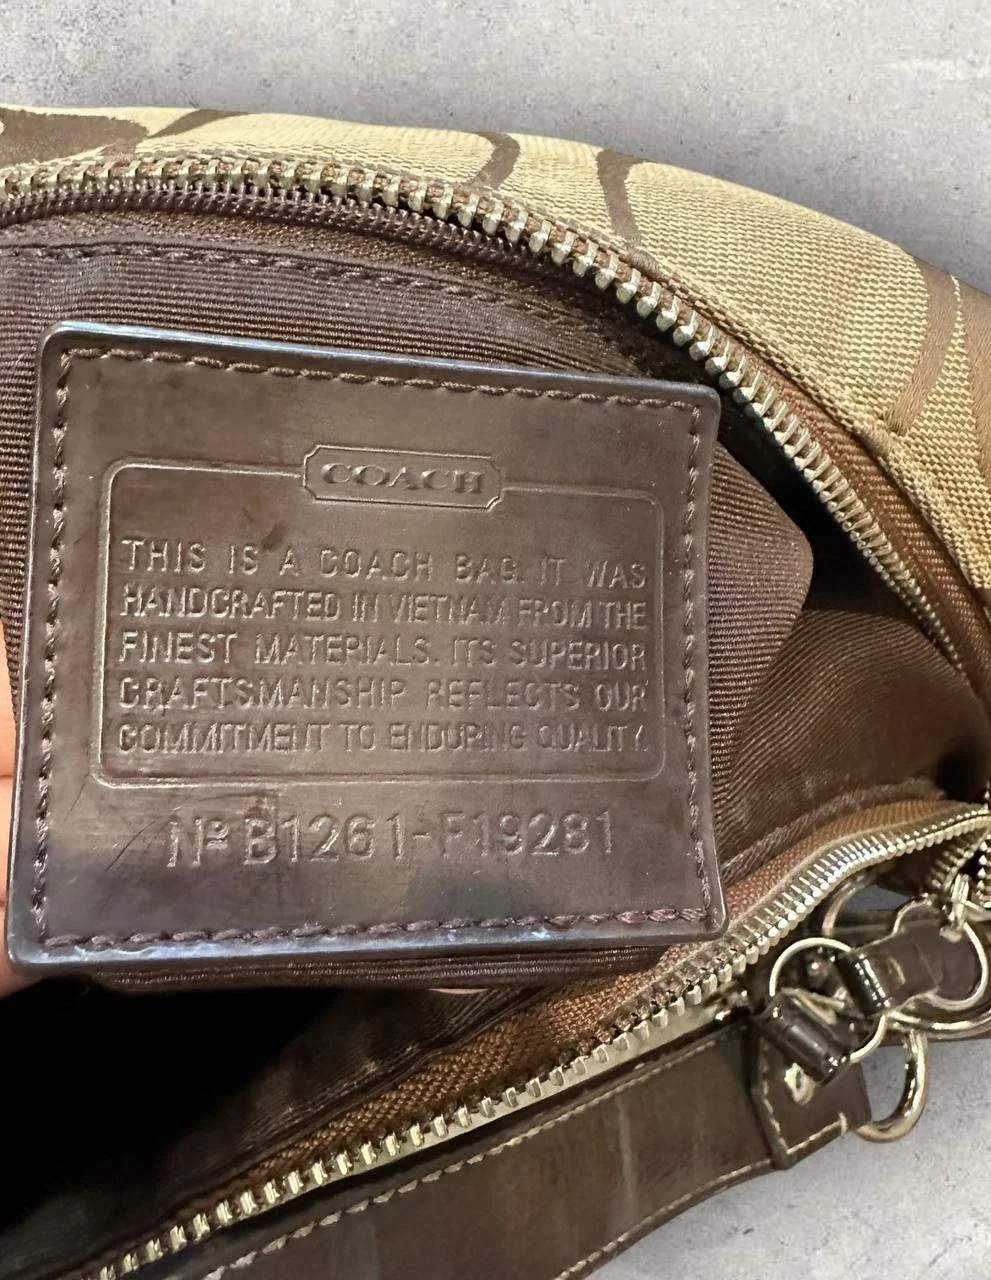 COACH
THIS IS A COACH BAG. IT WAS
HANDCRAFTED IN VIETNAM FROM THE
FINEST MATERIALS. ITS SUPERIOR
CRAFTSMANSHIP REFLECTS OUR
COMMITMENT TO ENDURING QUALITY.
Nº B1261-F19281